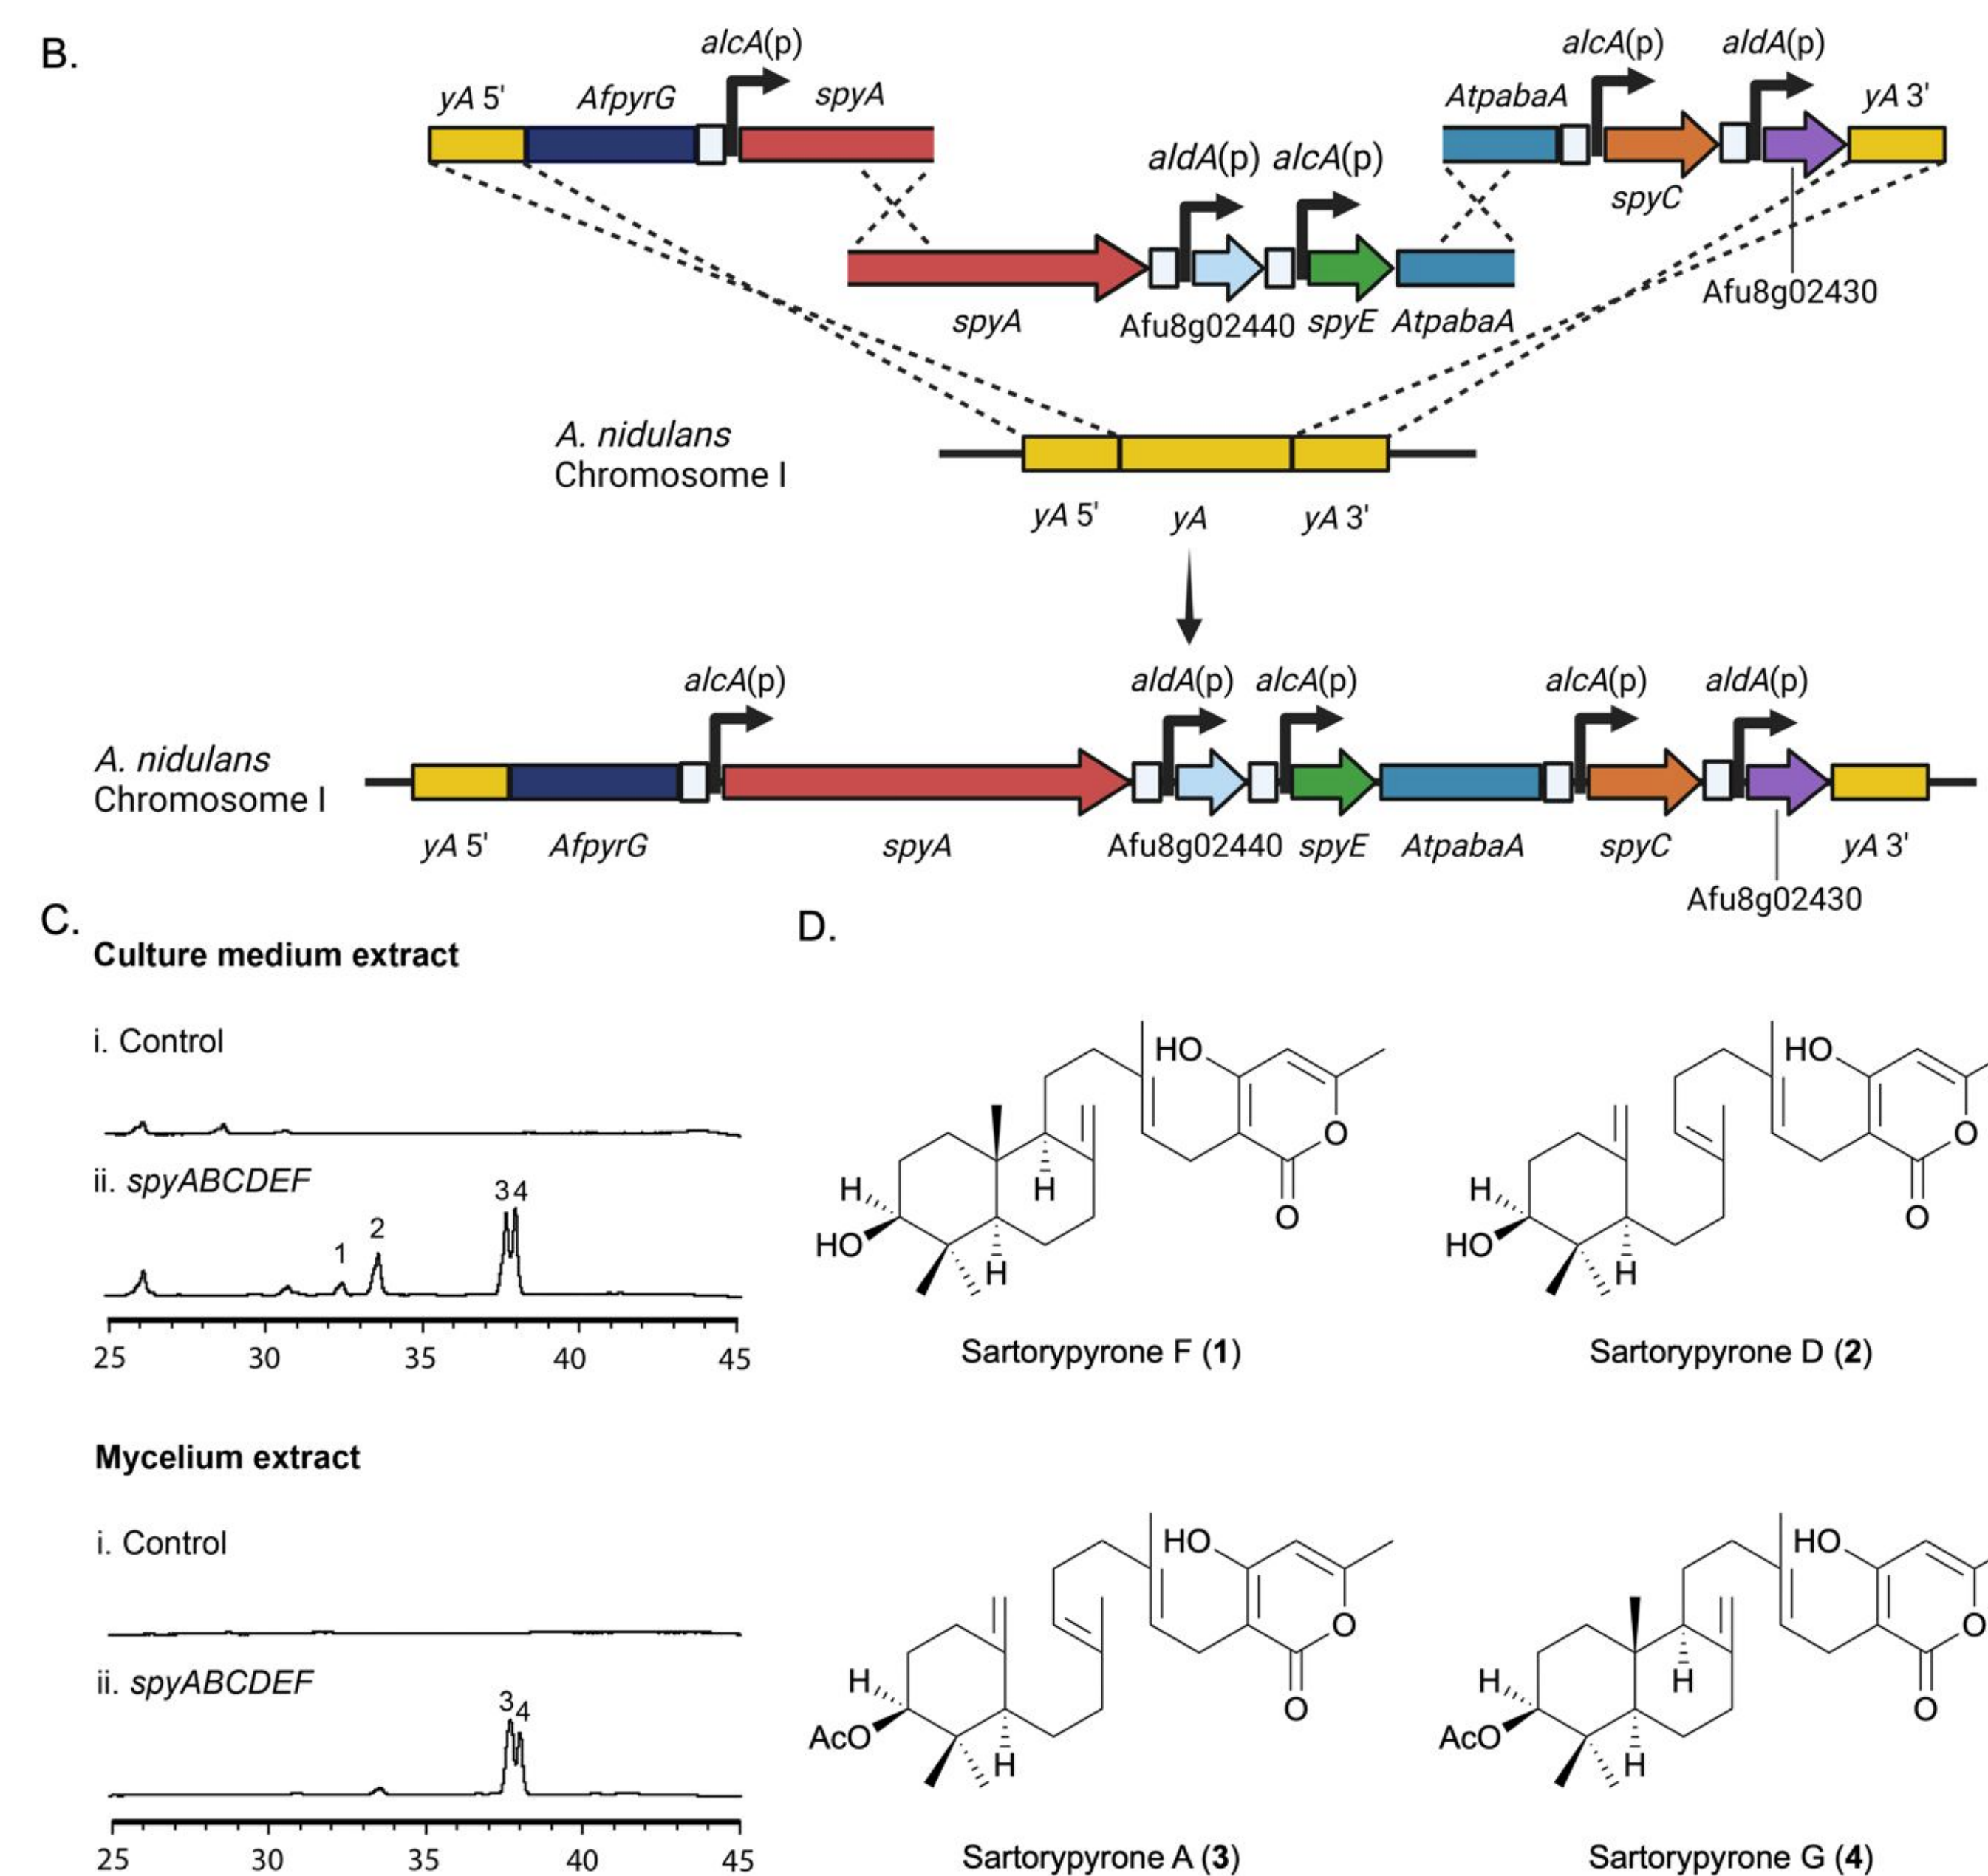 B.
alcA(p)
alcA(p) aldA(p)
yA 5' AfpyrG spyA
AtpabaA yA 3'
aldA(p) alcA(p)
spyC
Afu8g02430
spyA Afu8g02440 spyE AtpabaA
A. nidulans
Chromosome I
yA 5' yA yA 3'
alcA(p) aldA(p) alcA(p) alcA(p) aldA(p)
A. nidulans
Chromosome I
yA 5' AfpyrG spyA Afu8g02440 spyE AtpabaA spyC yA 3'
Afu8g02430
C.
Culture medium extract
i. Control
ii. spyABCDEF
1 2 3 4
25 30 35 40 45
Mycelium extract
i. Control
ii. spyABCDEF
3 4
25 30 35 40 45
D.
HO
O
O
H
H
HO
H
Sartorypyrone F (1)
HO
O
O
H
HO
H
Sartorypyrone D (2)
HO
O
O
H
AcO
H
Sartorypyrone A (3)
HO
O
O
H
H
AcO
H
Sartorypyrone G (4)